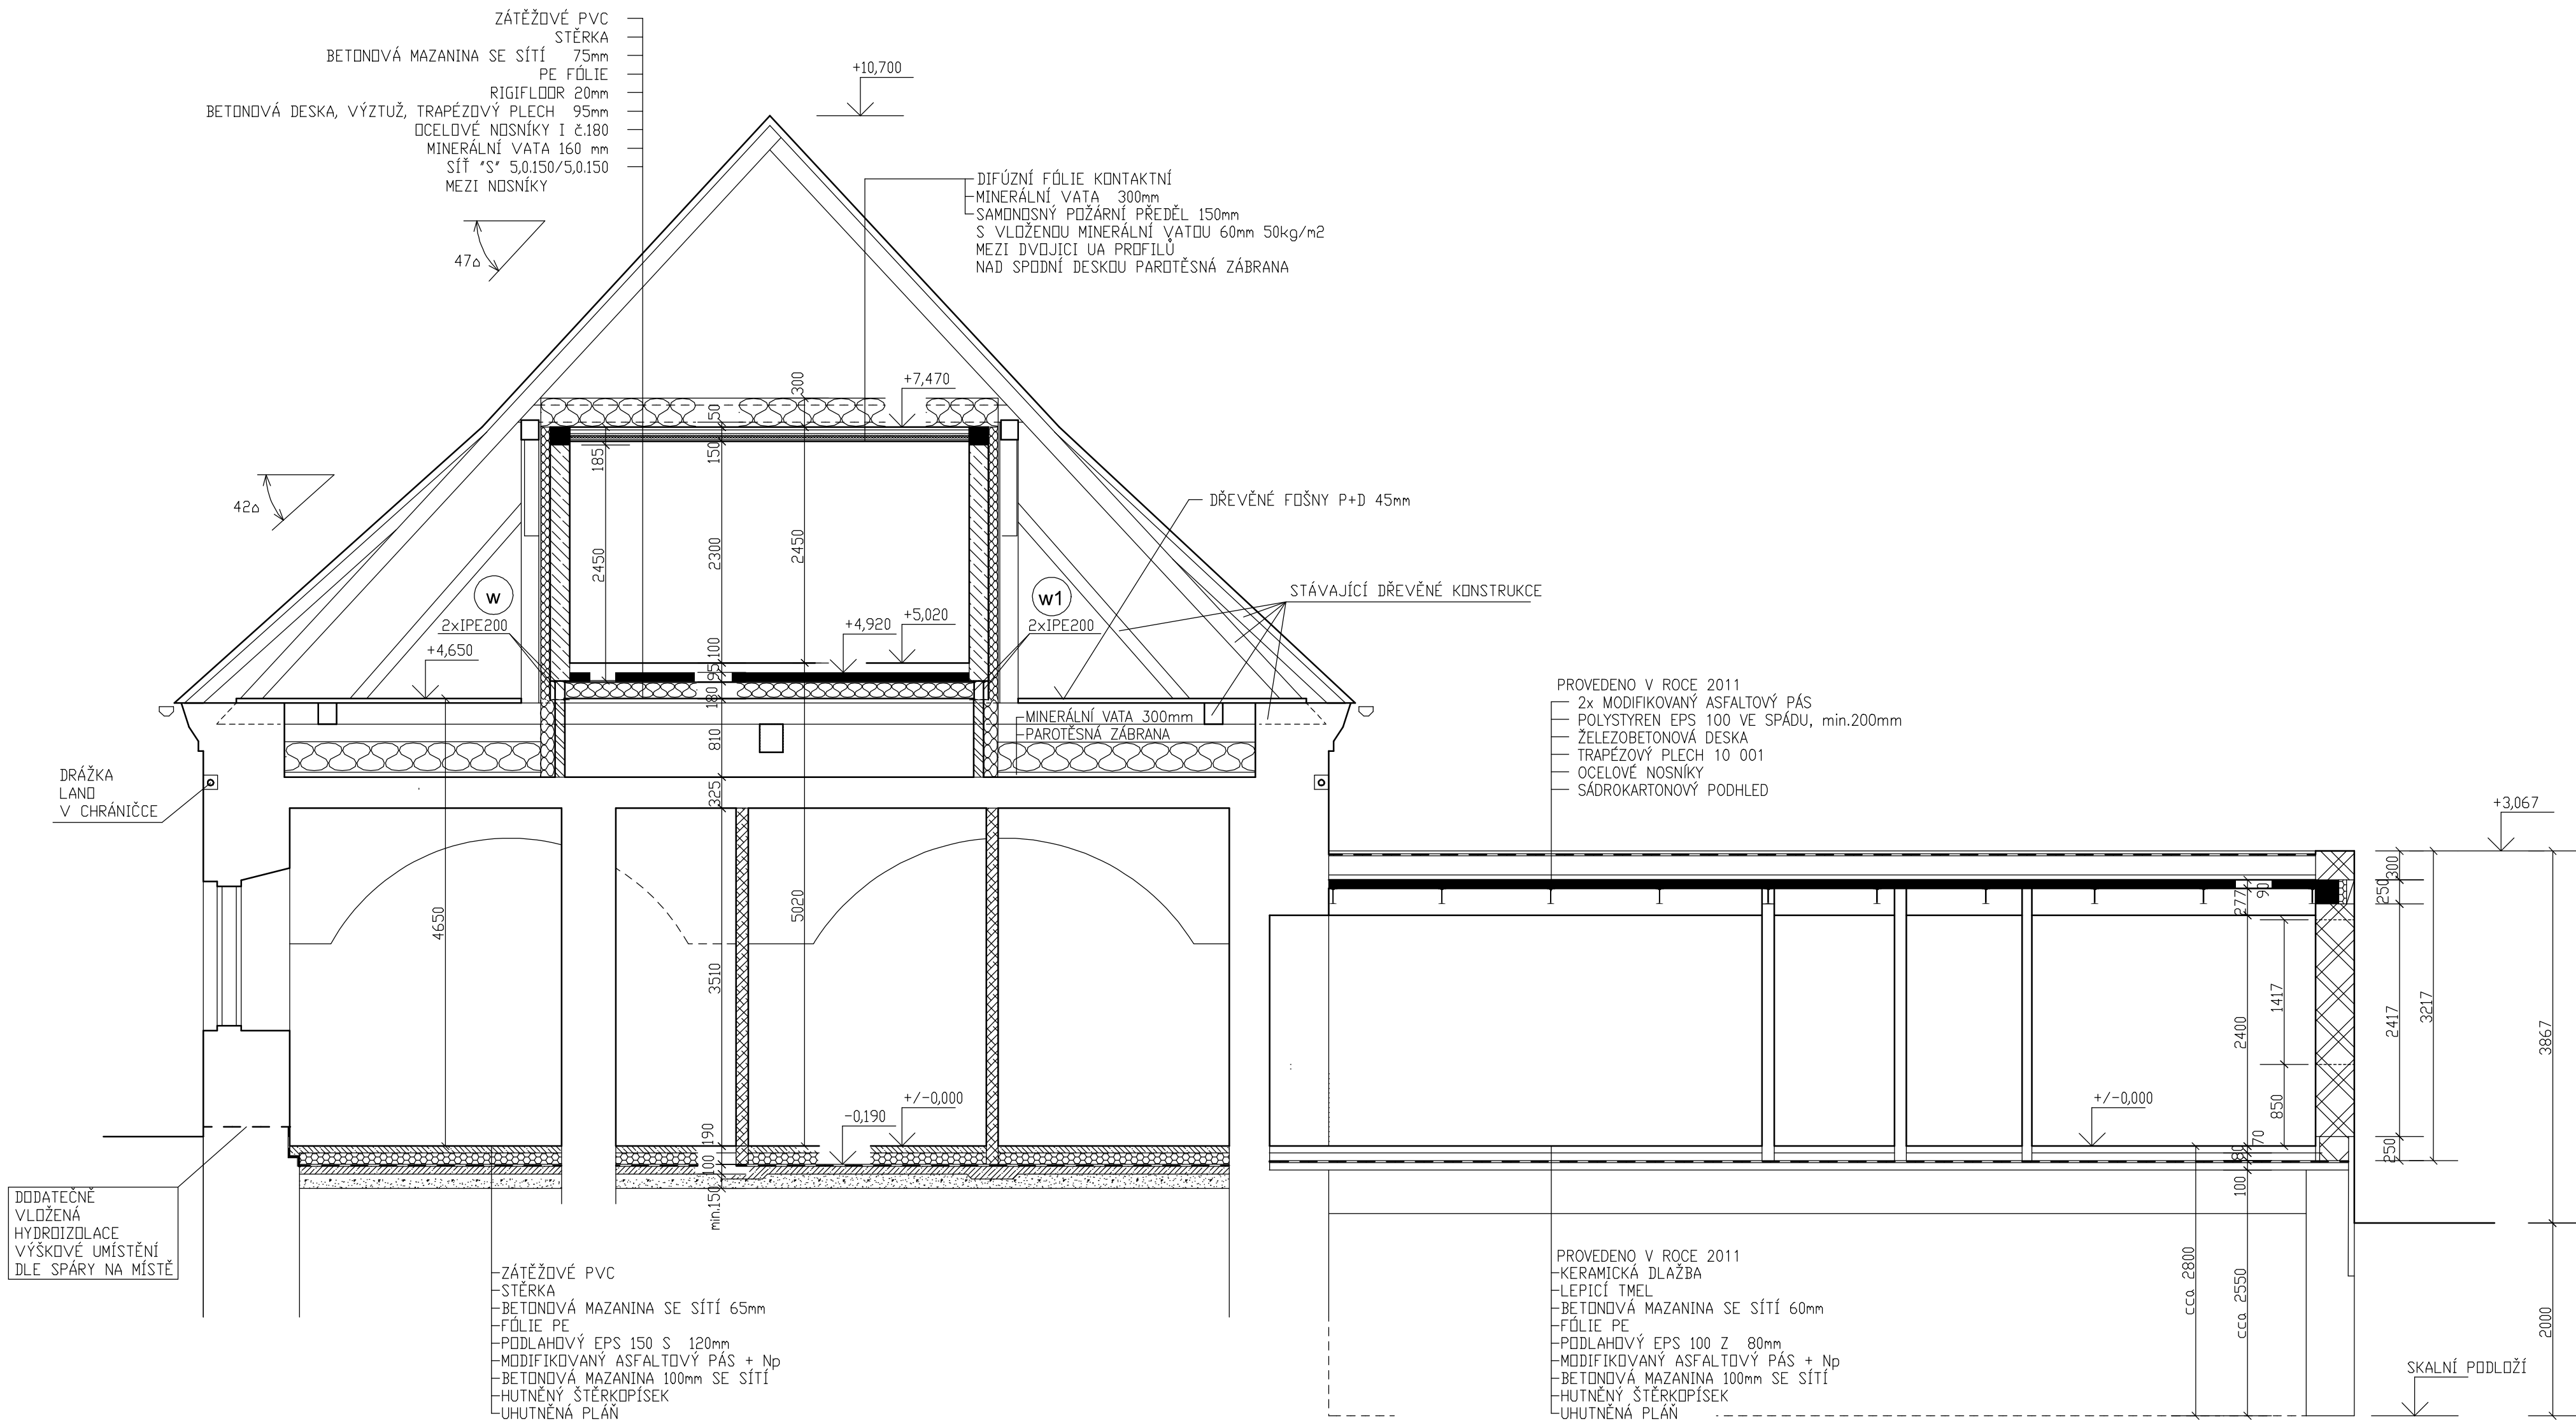 ZÁTĚŽOVÉ PVC
STĚRKA
BETONOVÁ MAZANINA SE SÍTÍ 75mm
PE FÓLIE
RIGIFLOOR 20mm
BETONOVÁ DESKA, VÝZTUŽ, TRAPÉZOVÝ PLECH 95mm
OCELOVÉ NOSNÍKY I č.180
MINERÁLNÍ VATA 160 mm
SÍŤ "S" 5,0.150/5,0.150
MEZI NOSNÍKY
+10,700
DIFÚZNÍ FÓLIE KONTAKTNÍ
MINERÁLNÍ VATA 300mm
SAMONOSNÝ POŽÁRNÍ PŘEDĚL 150mm
S VLOŽENOU MINERÁLNÍ VATOU 60mm 50kg/m2
MEZI DVOJICI UA PROFILŮ
NAD SPODNÍ DESKOU PAROTĚSNÁ ZÁBRANA
47⌂
42⌂
+7,470
300
50
150
185
2450
2300
2450
DŘEVĚNÉ FOŠNY P+D 45mm
STÁVAJÍCÍ DŘEVĚNÉ KONSTRUKCE
w
2xIPE200
w1
2xIPE200
+4,650
+4,920
+5,020
100
95
180
810
325
MINERÁLNÍ VATA 300mm
PAROTĚSNÁ ZÁBRANA
DRÁŽKA
LANO
V CHRÁNIČCE
PROVEDENO V ROCE 2011
2x MODIFIKOVANÝ ASFALTOVÝ PÁS
POLYSTYREN EPS 100 VE SPÁDU, min.200mm
ŽELEZOBETONOVÁ DESKA
TRAPÉZOVÝ PLECH 10 001
OCELOVÉ NOSNÍKY
SÁDROKARTONOVÝ PODHLED
+3,067
4650
3510
5020
190
100
min.150
-0,190
+/-0,000
+/-0,000
277
90
2400
1417
850
70
80
100
300
250
2417
250
3217
3867
2000
cca 2800
cca 2550
SKALNÍ PODLOŽÍ
DODATEČNĚ
VLOŽENÁ
HYDROIZOLACE
VÝŠKOVÉ UMÍSTĚNÍ
DLE SPÁRY NA MÍSTĚ
ZÁTĚŽOVÉ PVC
STĚRKA
BETONOVÁ MAZANINA SE SÍTÍ 65mm
FÓLIE PE
PODLAHOVÝ EPS 150 S 120mm
MODIFIKOVANÝ ASFALTOVÝ PÁS + Np
BETONOVÁ MAZANINA 100mm SE SÍTÍ
HUTNĚNÝ ŠTĚRKOPÍSEK
UHUTNĚNÁ PLÁŇ
PROVEDENO V ROCE 2011
KERAMICKÁ DLAŽBA
LEPICÍ TMEL
BETONOVÁ MAZANINA SE SÍTÍ 60mm
FÓLIE PE
PODLAHOVÝ EPS 100 Z 80mm
MODIFIKOVANÝ ASFALTOVÝ PÁS + Np
BETONOVÁ MAZANINA 100mm SE SÍTÍ
HUTNĚNÝ ŠTĚRKOPÍSEK
UHUTNĚNÁ PLÁŇ